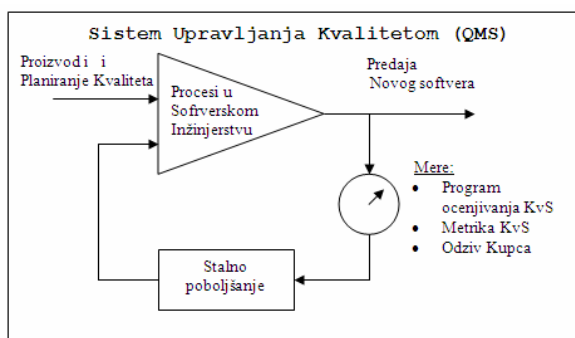 Sistem Upravljanja Kvalitetom (QMS)
Proizvod i i
Planiranje Kvaliteta
Procesi u
Sofrverskom
Inžinjerstvu
Predaja
Novog softvera
Mere:
• Program
ocenjivanja KvS
• Metrika KvS
• Odziv Kupca
Stalno
poboljšanje